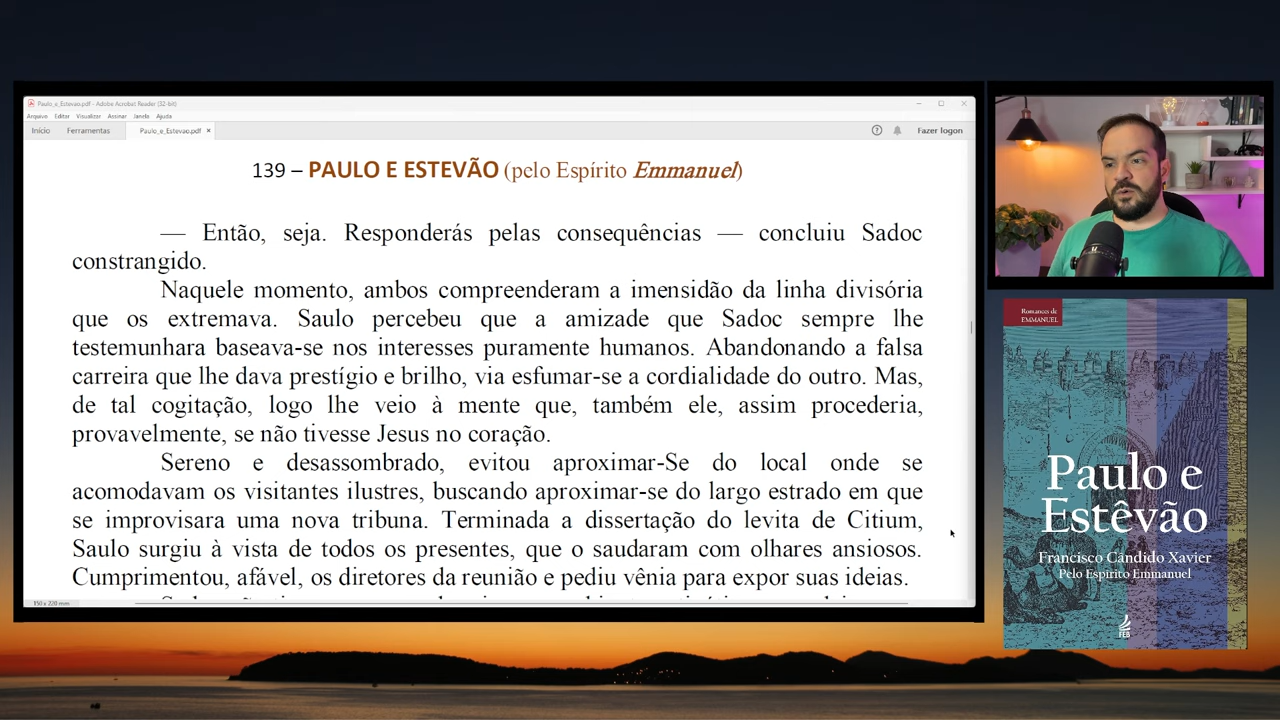 Paulo_e_Estevao.pdf - Adobe Acrobat Reader (32-bit)
Arquivo Editar Visualizar Assinar Janela Ajuda
Início Ferramentas Paulo_e_Estevao.pdf × Fazer logon
139 – PAULO E ESTEVÃO (pelo Espírito Emmanuel)
— Então, seja. Responderás pelas consequências — concluiu Sadoc
constrangido.
Naquele momento, ambos compreenderam a imensidão da linha divisória
que os extremava. Saulo percebeu que a amizade que Sadoc sempre lhe
testemunhara baseava-se nos interesses puramente humanos. Abandonando a falsa
carreira que lhe dava prestígio e brilho, via esfumar-se a cordialidade do outro. Mas,
de tal cogitação, logo lhe veio à mente que, também ele, assim procederia,
provavelmente, se não tivesse Jesus no coração.
Sereno e desassombrado, evitou aproximar-Se do local onde se
acomodavam os visitantes ilustres, buscando aproximar-se do largo estrado em que
se improvisara uma nova tribuna. Terminada a dissertação do levita de Citium,
Saulo surgiu à vista de todos os presentes, que o saudaram com olhares ansiosos.
Cumprimentou, afável, os diretores da reunião e pediu vênia para expor suas ideias.
150 x 220 mm
Romances de
EMMANUEL
Paulo e
Estêvão
Francisco Cândido Xavier
Pelo Espírito Emmanuel
FEB